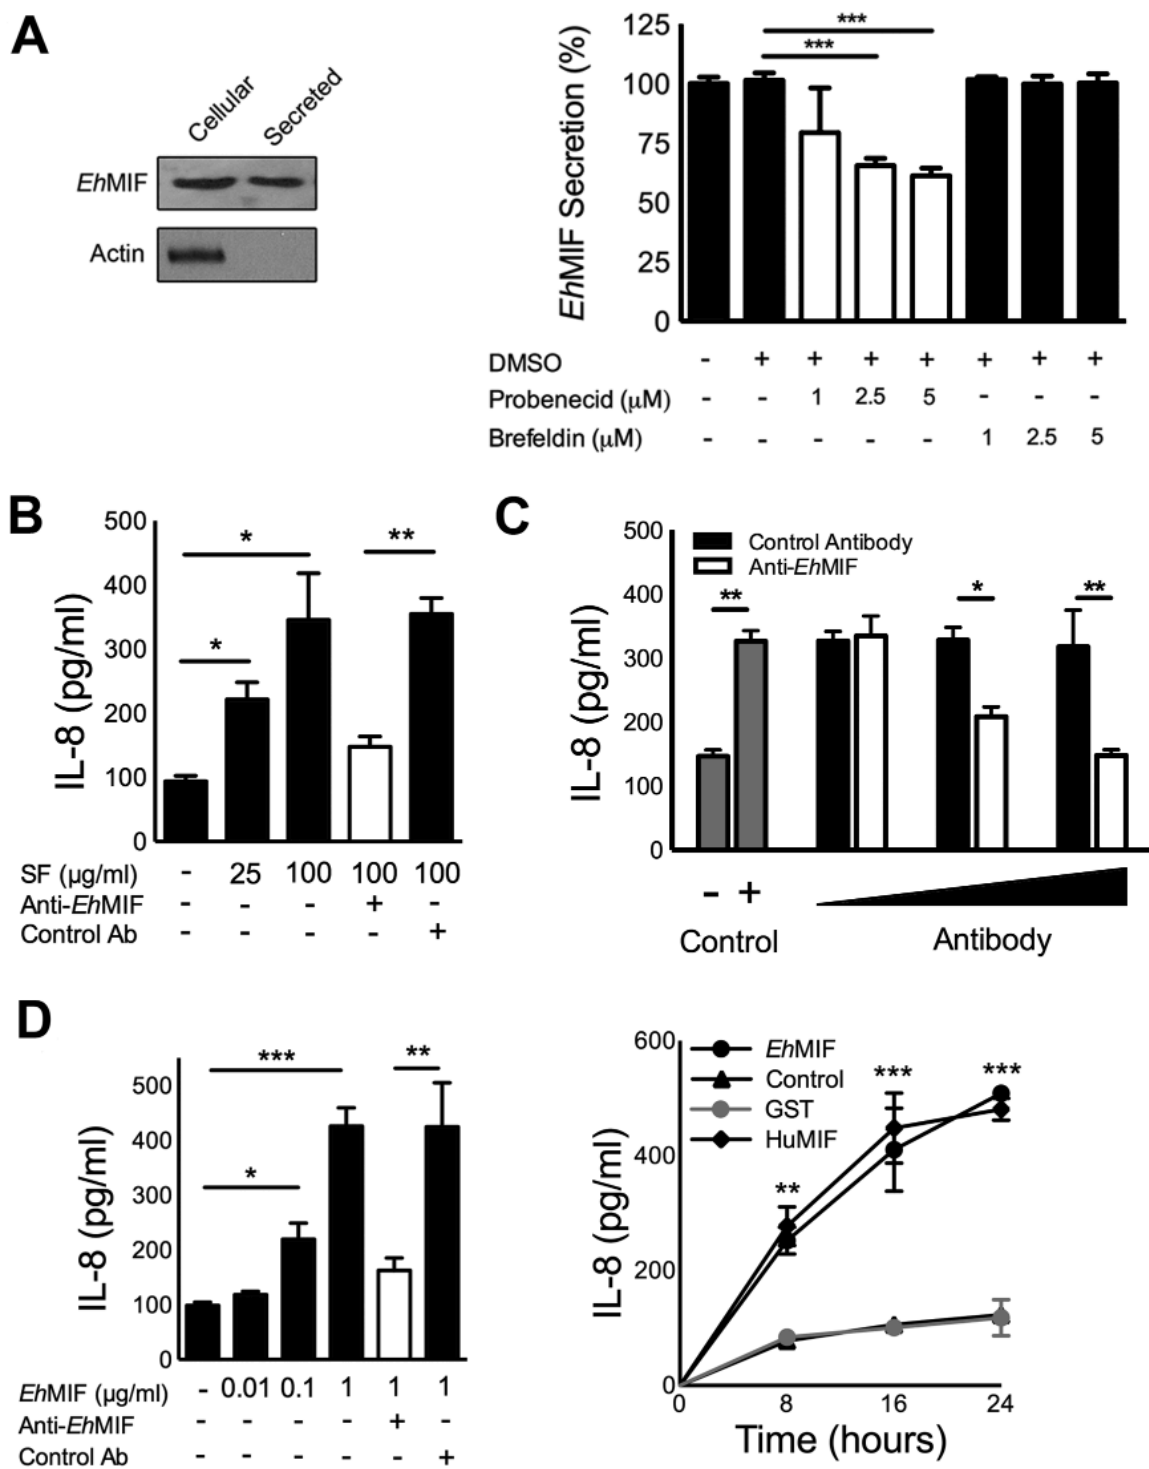 A
Cellular
Secreted
EhMIF
Actin
EhMIF Secretion (%)
125
100
75
50
25
0
***
***
DMSO - + + + + + + +
Probenecid (µM) - - 1 2.5 5 - - -
Brefeldin (µM) - - - - - 1 2.5 5
B
IL-8 (pg/ml)
500
400
300
200
100
0
*
*
**
SF (µg/ml) - 25 100 100 100
Anti-EhMIF - - - + -
Control Ab - - - - +
C
IL-8 (pg/ml)
500
400
300
200
100
0
Control Antibody
Anti-EhMIF
**
*
**
- +
Control
Antibody
D
IL-8 (pg/ml)
500
400
300
200
100
0
***
**
*
EhMIF (µg/ml) - 0.01 0.1 1 1 1
Anti-EhMIF - - - - + -
Control Ab - - - - - +
IL-8 (pg/ml)
600
400
200
0
EhMIF
Control
GST
HuMIF
**
***
***
0 8 16 24
Time (hours)